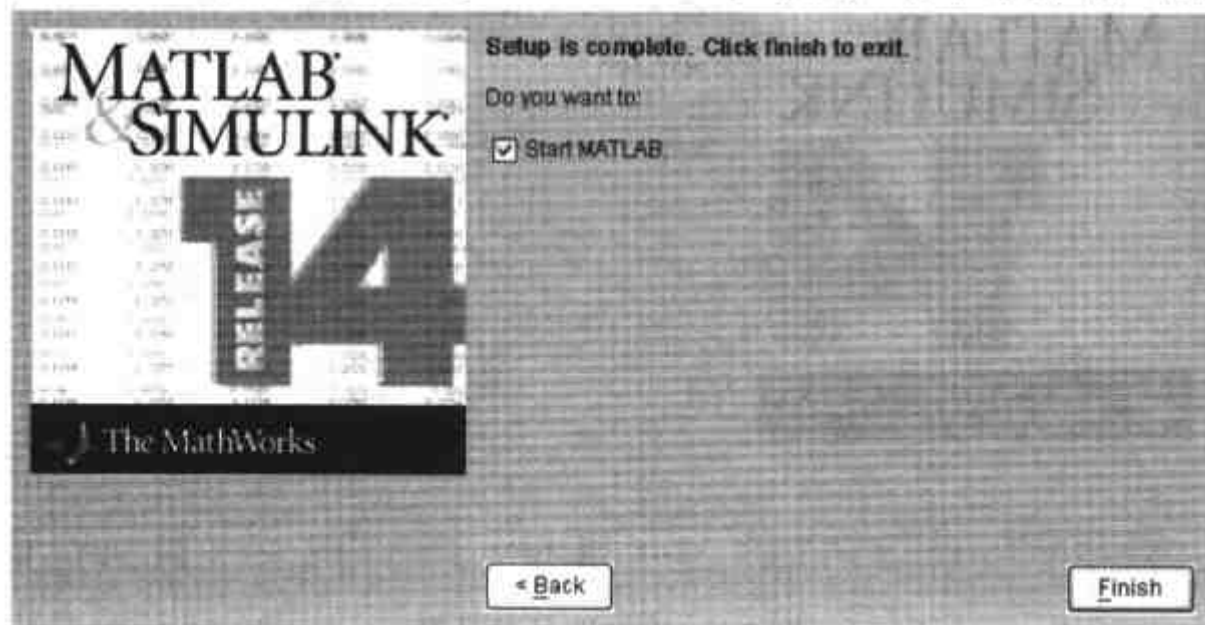 MATLAB®
& SIMULINK®
RELEASE
14
The MathWorks
Setup is complete. Click finish to exit.
Do you want to:
Start MATLAB.
< Back
Finish